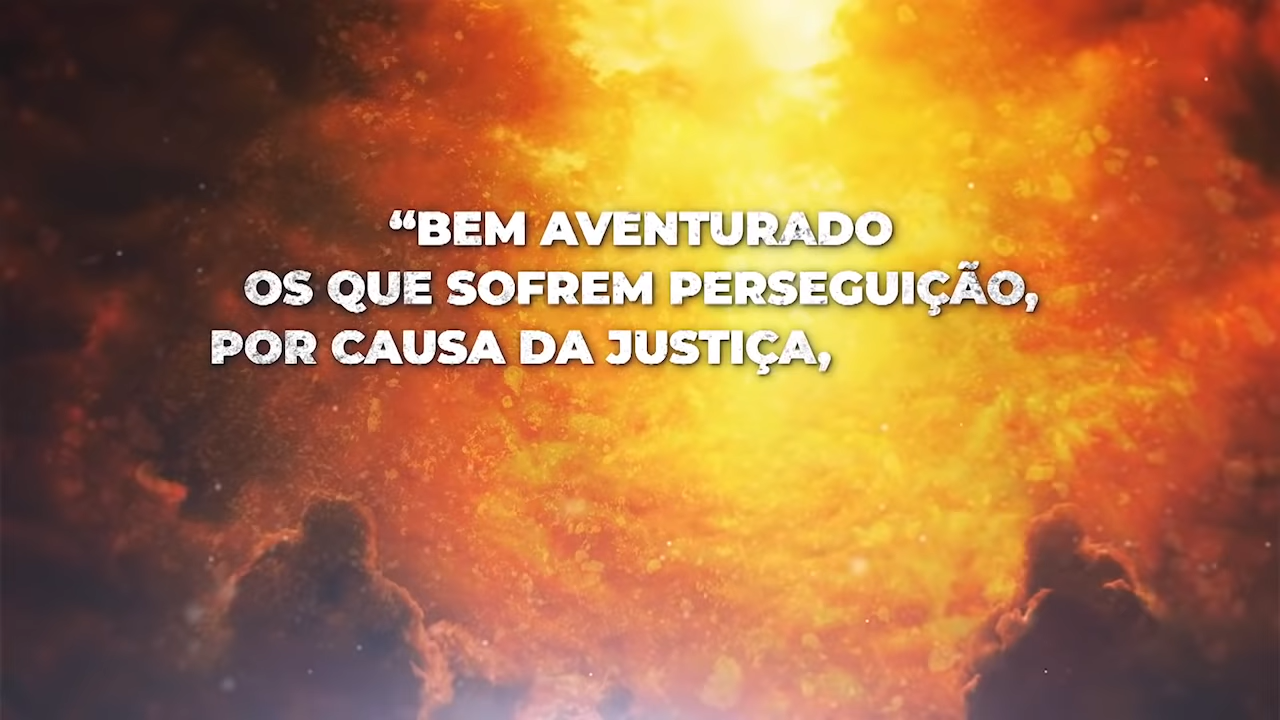 “BEM AVENTURADO
OS QUE SOFREM PERSEGUIÇÃO,
POR CAUSA DA JUSTIÇA,